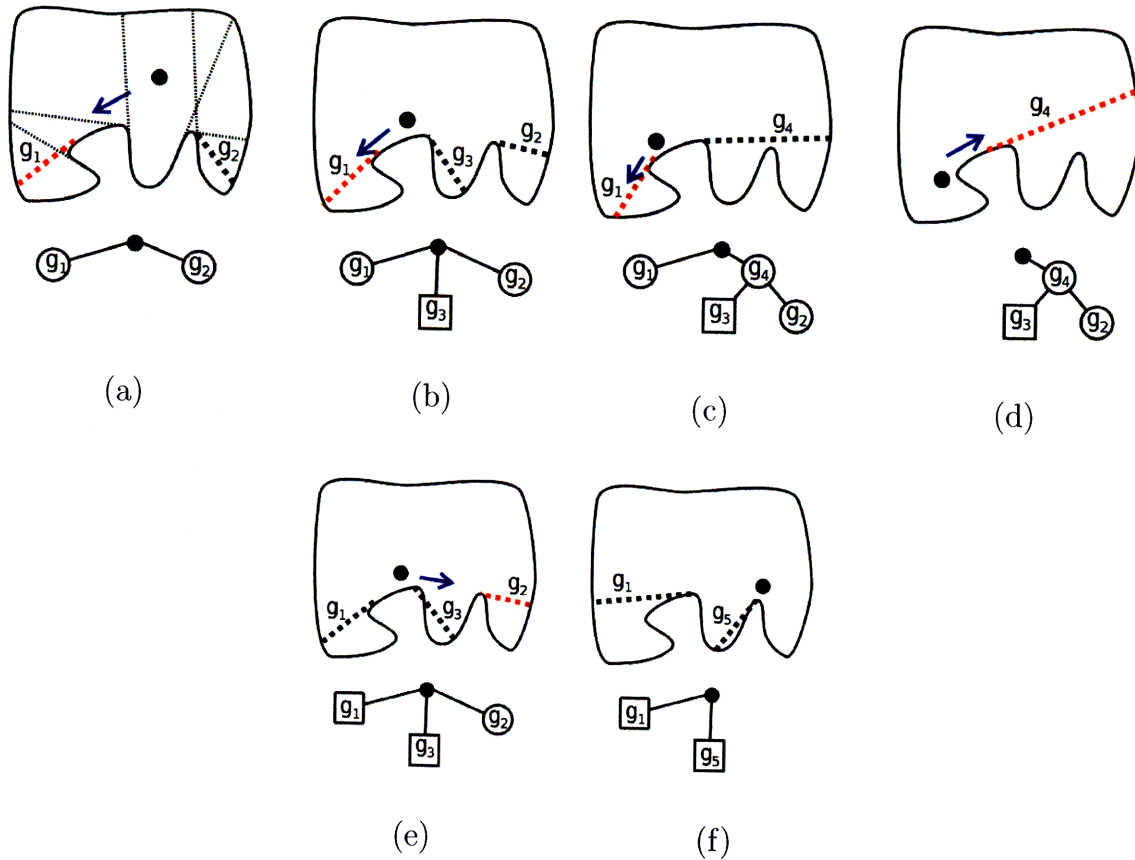 g1 g2
g1 g2
(a)
g1 g3 g2
g1 g3 g2
(b)
g1 g4
g1 g4 g3 g2
(c)
g4
g4 g3 g2
(d)
g1 g3 g2
g1 g3 g2
(e)
g1 g5
g1 g5
(f)